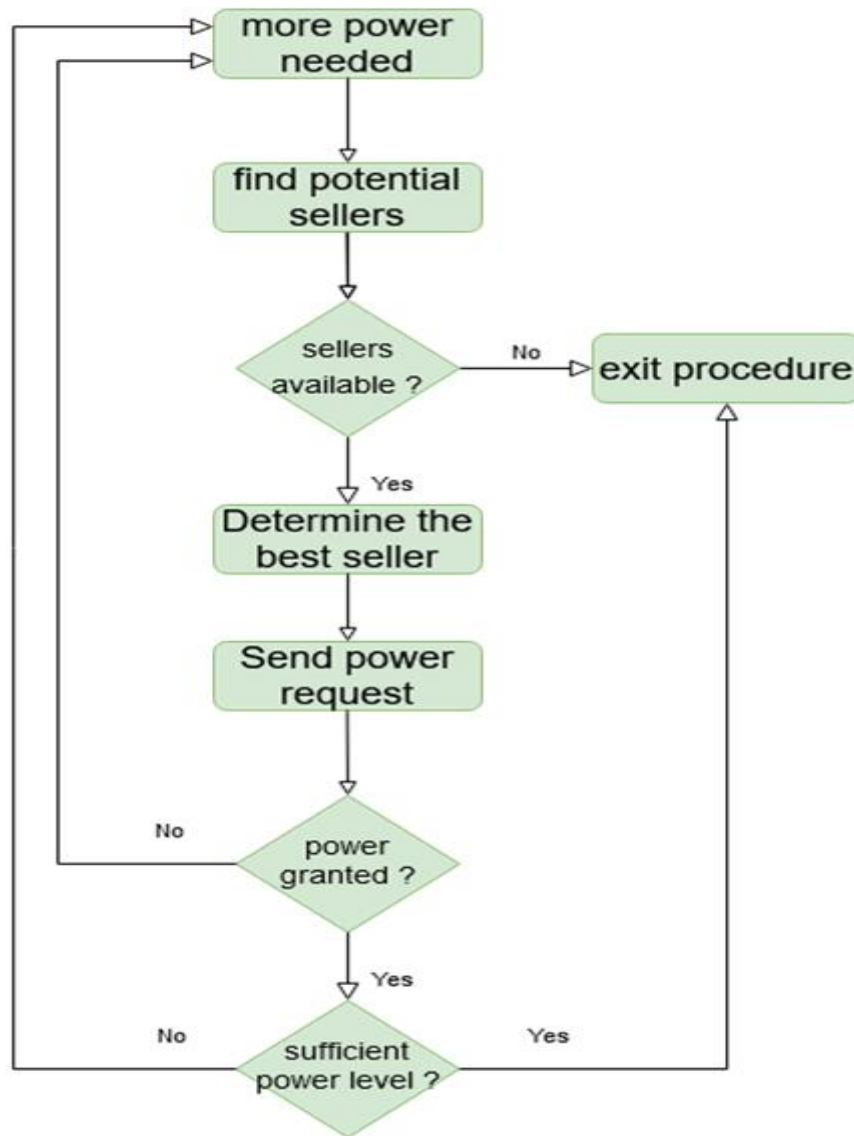 more power
needed
find potential
sellers
sellers
available ?
No
exit procedure
Yes
Determine the
best seller
Send power
request
No
power
granted ?
Yes
No
sufficient
power level ?
Yes